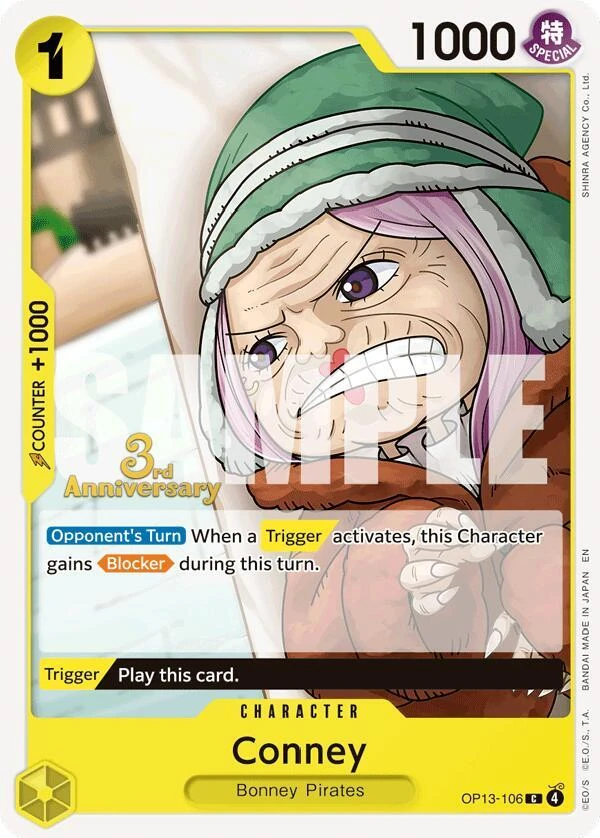 1
1000
特
SPECIAL
SHINRA AGENCY Co., Ltd.
COUNTER +1000
SAMPLE
3rd
Anniversary
Opponent's Turn When a Trigger activates, this Character
gains Blocker during this turn.
Trigger Play this card.
CHARACTER
Conney
Bonney Pirates
OP13-106 C 4
©EO/S ©E.O./S., T.A. BANDAI MADE IN JAPAN EN